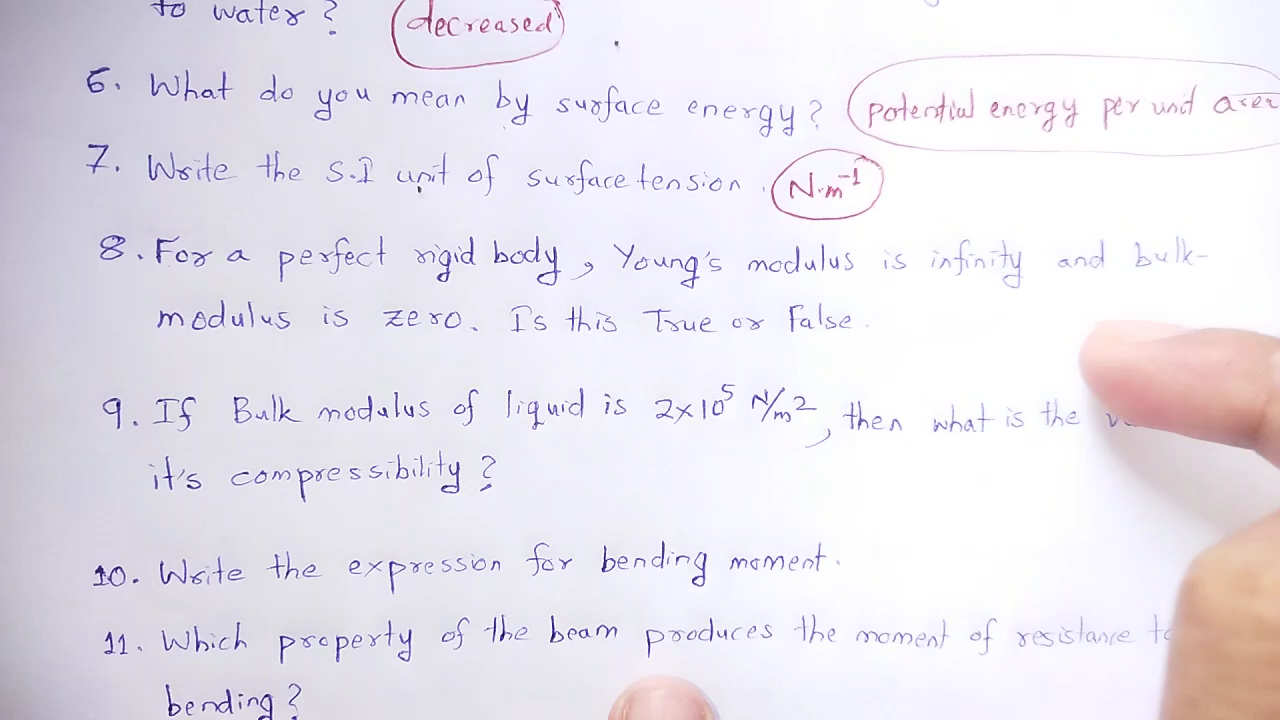 to water? decreased
6. What do you mean by surface energy? potential energy per unit area
7. Write the S.I unit of surface tension. N·m⁻¹
8. For a perfect rigid body, Young's modulus is infinity and bulk-
modulus is zero. Is this True or False.
9. If Bulk modulus of liquid is 2x10⁵ N/m², then what is the
it's compressibility?
10. Write the expression for bending moment.
11. Which property of the beam produces the moment of resistance to
bending?